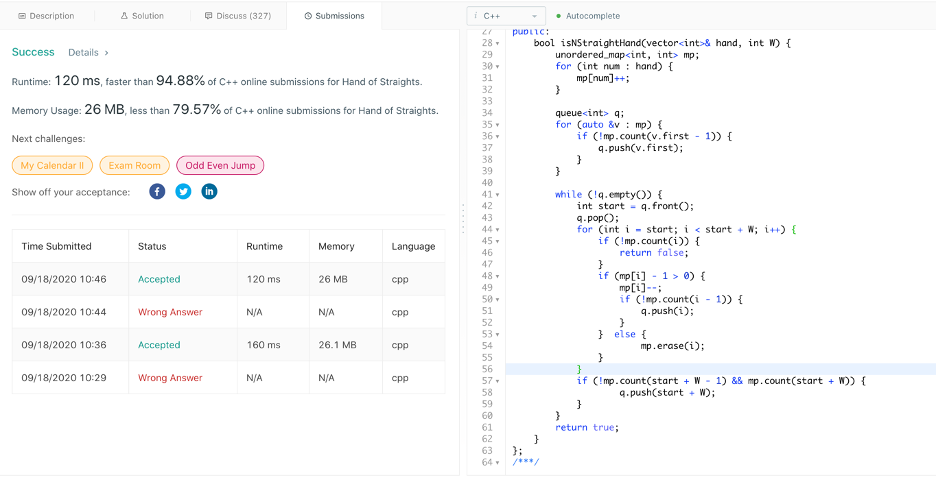 Description
Solution
Discuss (327)
Submissions
Success
Details >
Runtime: 120 ms, faster than 94.88% of C++ online submissions for Hand of Straights.
Memory Usage: 26 MB, less than 79.57% of C++ online submissions for Hand of Straights.
Next challenges:
My Calendar II
Exam Room
Odd Even Jump
Show off your acceptance:
Time Submitted Status Runtime Memory Language
09/18/2020 10:46 Accepted 120 ms 26 MB cpp
09/18/2020 10:44 Wrong Answer N/A N/A cpp
09/18/2020 10:36 Accepted 160 ms 26.1 MB cpp
09/18/2020 10:29 Wrong Answer N/A N/A cpp
i C++
Autocomplete
27 public:
28 bool isNStraightHand(vector<int>& hand, int W) {
29 unordered_map<int, int> mp;
30 for (int num : hand) {
31 mp[num]++;
32 }
33
34 queue<int> q;
35 for (auto &v : mp) {
36 if (!mp.count(v.first - 1)) {
37 q.push(v.first);
38 }
39 }
40
41 while (!q.empty()) {
42 int start = q.front();
43 q.pop();
44 for (int i = start; i < start + W; i++) {
45 if (!mp.count(i)) {
46 return false;
47 }
48 if (mp[i] - 1 > 0) {
49 mp[i]--;
50 if (!mp.count(i - 1)) {
51 q.push(i);
52 }
53 } else {
54 mp.erase(i);
55 }
56 }
57 if (!mp.count(start + W - 1) && mp.count(start + W)) {
58 q.push(start + W);
59 }
60 }
61 return true;
62 }
63 };
64 /***/